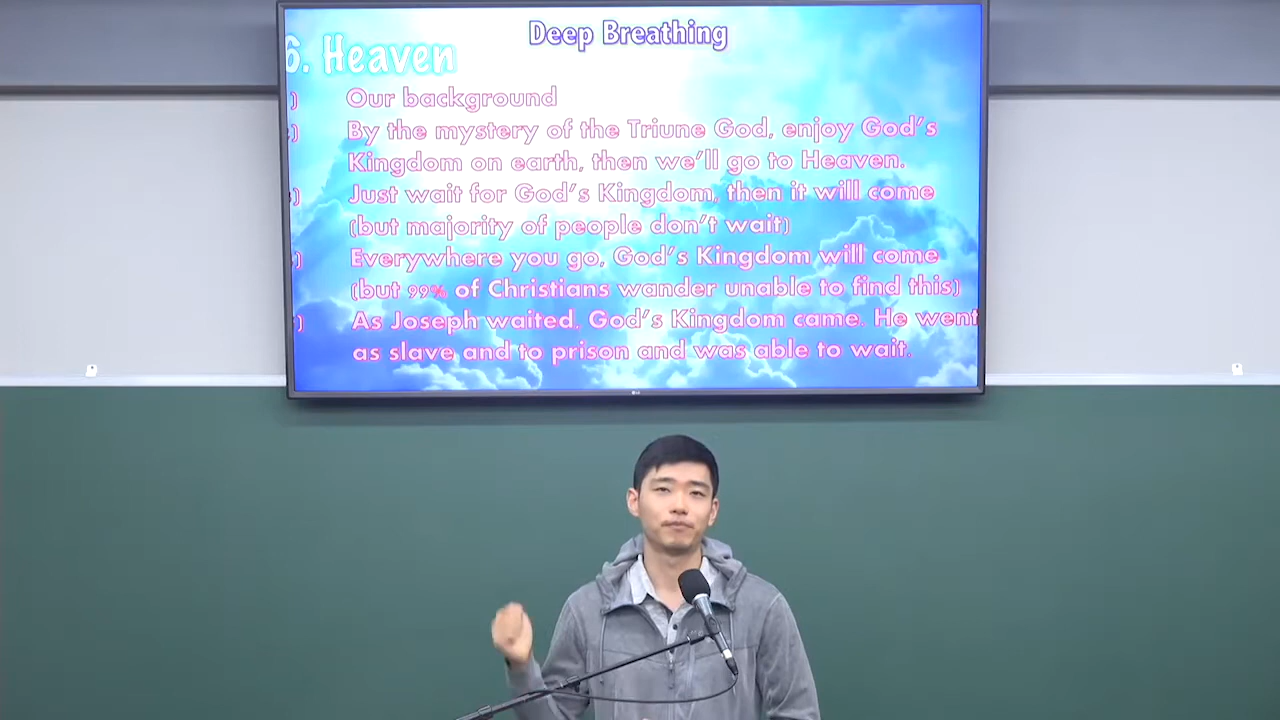 Deep Breathing
6. Heaven
) Our background
) By the mystery of the Triune God, enjoy God's
Kingdom on earth, then we'll go to Heaven.
) Just wait for God's Kingdom, then it will come
(but majority of people don't wait)
) Everywhere you go, God's Kingdom will come
(but 99% of Christians wander unable to find this)
) As Joseph waited, God's Kingdom came. He went
as slave and to prison and was able to wait.
LG